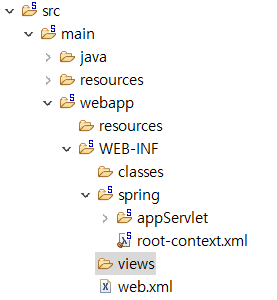 src
main
java
resources
webapp
resources
WEB-INF
classes
spring
appServlet
root-context.xml
views
web.xml